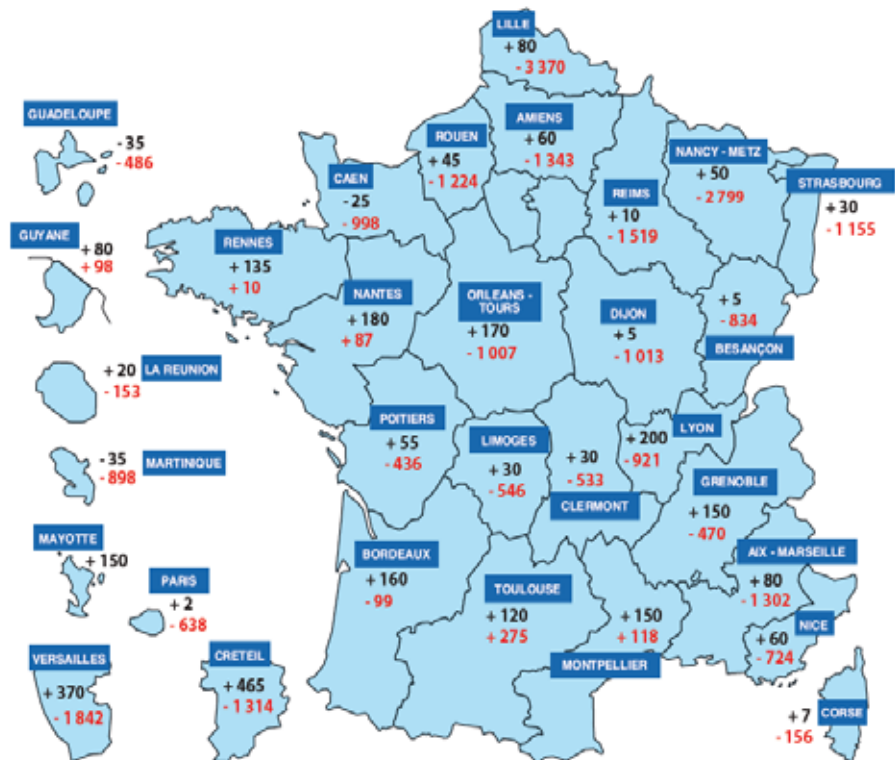 LILLE
+ 80
- 3 370
GUADELOUPE
- 35
- 486
ROUEN
+ 45
- 1 224
AMIENS
+ 60
- 1 343
NANCY - METZ
+ 50
- 2 799
STRASBOURG
+ 30
- 1 155
CAEN
- 25
- 998
REIMS
+ 10
- 1 519
GUYANE
+ 80
+ 98
RENNES
+ 135
+ 10
NANTES
+ 180
+ 87
ORLEANS -
TOURS
+ 170
- 1 007
DIJON
+ 5
- 1 013
+ 5
- 834
BESANÇON
+ 20
- 153
LA REUNION
POITIERS
+ 55
- 436
LIMOGES
+ 30
- 546
+ 30
- 533
CLERMONT
+ 200
- 921
LYON
GRENOBLE
+ 150
- 470
- 35
- 898
MARTINIQUE
MAYOTTE
+ 150
PARIS
+ 2
- 638
BORDEAUX
+ 160
- 99
TOULOUSE
+ 120
+ 275
+ 150
+ 118
MONTPELLIER
AIX - MARSEILLE
+ 80
- 1 302
NICE
+ 60
- 724
VERSAILLES
+ 370
- 1 842
CRETEIL
+ 465
- 1 314
+ 7
- 156
CORSE